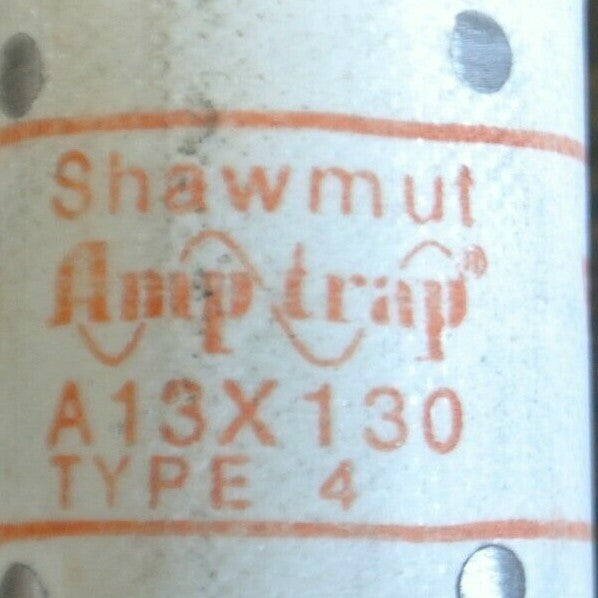 Shawmut
Amp trap®
A13X130
TYPE 4